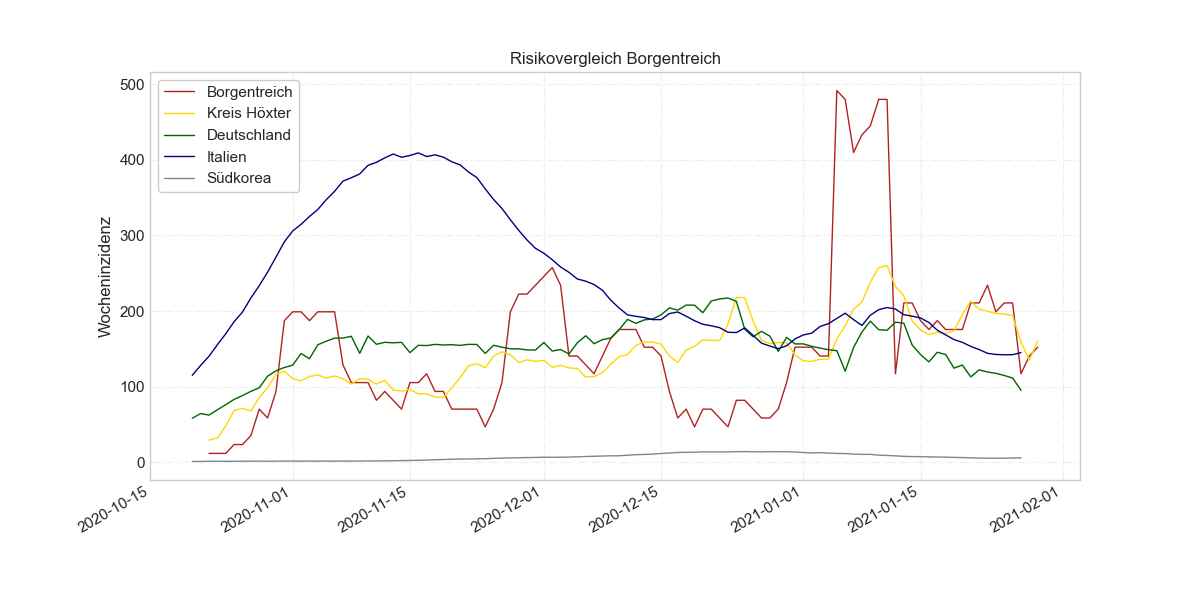 Risikovergleich Borgentreich
Borgentreich
Kreis Höxter
Deutschland
Italien
Südkorea
Wocheninzidenz
500
400
300
200
100
0
2020-10-15
2020-11-01
2020-11-15
2020-12-01
2020-12-15
2021-01-01
2021-01-15
2021-02-01